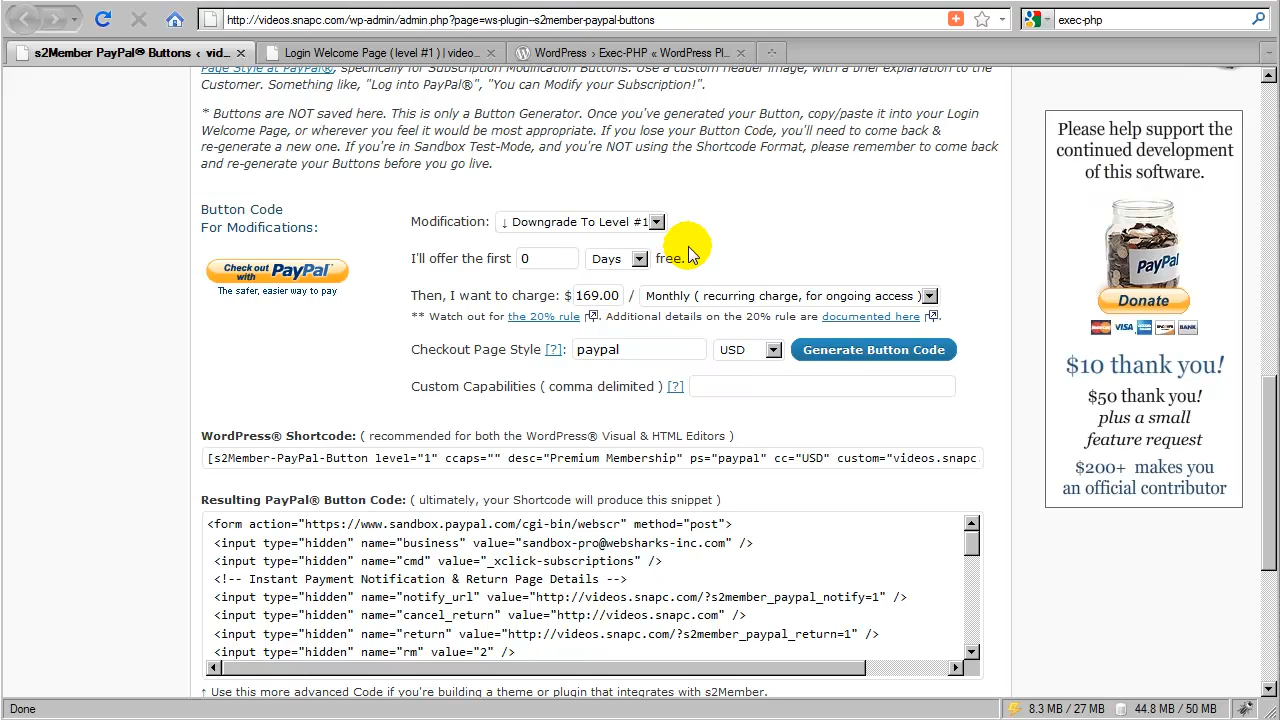 http://videos.snapc.com/wp-admin/admin.php?page=ws-plugin--s2member-paypal-buttons
exec-php
s2Member PayPal® Buttons ‹ vid...
Login Welcome Page ( level #1 ) | video...
WordPress › Exec-PHP « WordPress Pl...
Page Style at PayPal®, specifically for Subscription Modification Buttons. Use a custom header image, with a brief explanation to the
Customer. Something like, "Log into PayPal®", "You can Modify your Subscription!".
* Buttons are NOT saved here. This is only a Button Generator. Once you've generated your Button, copy/paste it into your Login
Welcome Page, or wherever you feel it would be most appropriate. If you lose your Button Code, you'll need to come back &
re-generate a new one. If you're in Sandbox Test-Mode, and you're NOT using the Shortcode Format, please remember to come back
and re-generate your Buttons before you go live.
Button Code
For Modifications:
Check out with PayPal
The safer, easier way to pay
Modification: ↓ Downgrade To Level #1
I'll offer the first 0 Days free.
Then, I want to charge: $ 169.00 / Monthly ( recurring charge, for ongoing access )
** Watch out for the 20% rule. Additional details on the 20% rule are documented here.
Checkout Page Style [?]: paypal USD Generate Button Code
Custom Capabilities ( comma delimited ) [?]
WordPress® Shortcode: ( recommended for both the WordPress® Visual & HTML Editors )
[s2Member-PayPal-Button level="1" ccaps="" desc="Premium Membership" ps="paypal" cc="USD" custom="videos.snapc
Resulting PayPal® Button Code: ( ultimately, your Shortcode will produce this snippet )
<form action="https://www.sandbox.paypal.com/cgi-bin/webscr" method="post">
<input type="hidden" name="business" value="sandbox-pro@websharks-inc.com" />
<input type="hidden" name="cmd" value="_xclick-subscriptions" />
<!-- Instant Payment Notification & Return Page Details -->
<input type="hidden" name="notify_url" value="http://videos.snapc.com/?s2member_paypal_notify=1" />
<input type="hidden" name="cancel_return" value="http://videos.snapc.com" />
<input type="hidden" name="return" value="http://videos.snapc.com/?s2member_paypal_return=1" />
<input type="hidden" name="rm" value="2" />
↑ Use this more advanced Code if you're building a theme or plugin that integrates with s2Member.
Please help support the
continued development
of this software.
PayPal
Donate
VISA
BANK
$10 thank you!
$50 thank you!
plus a small
feature request
$200+ makes you
an official contributor
Done
8.3 MB / 27 MB
44.8 MB / 50 MB